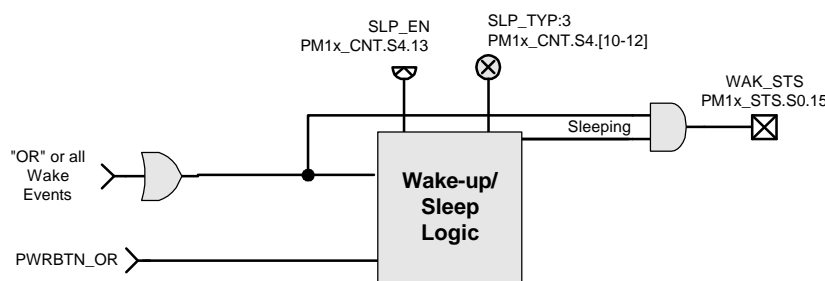 SLP_EN
PM1x_CNT.S4.13
SLP_TYP:3
PM1x_CNT.S4.[10-12]
WAK_STS
PM1x_STS.S0.15
Sleeping
"OR" or all
Wake
Events
Wake-up/
Sleep
Logic
PWRBTN_OR